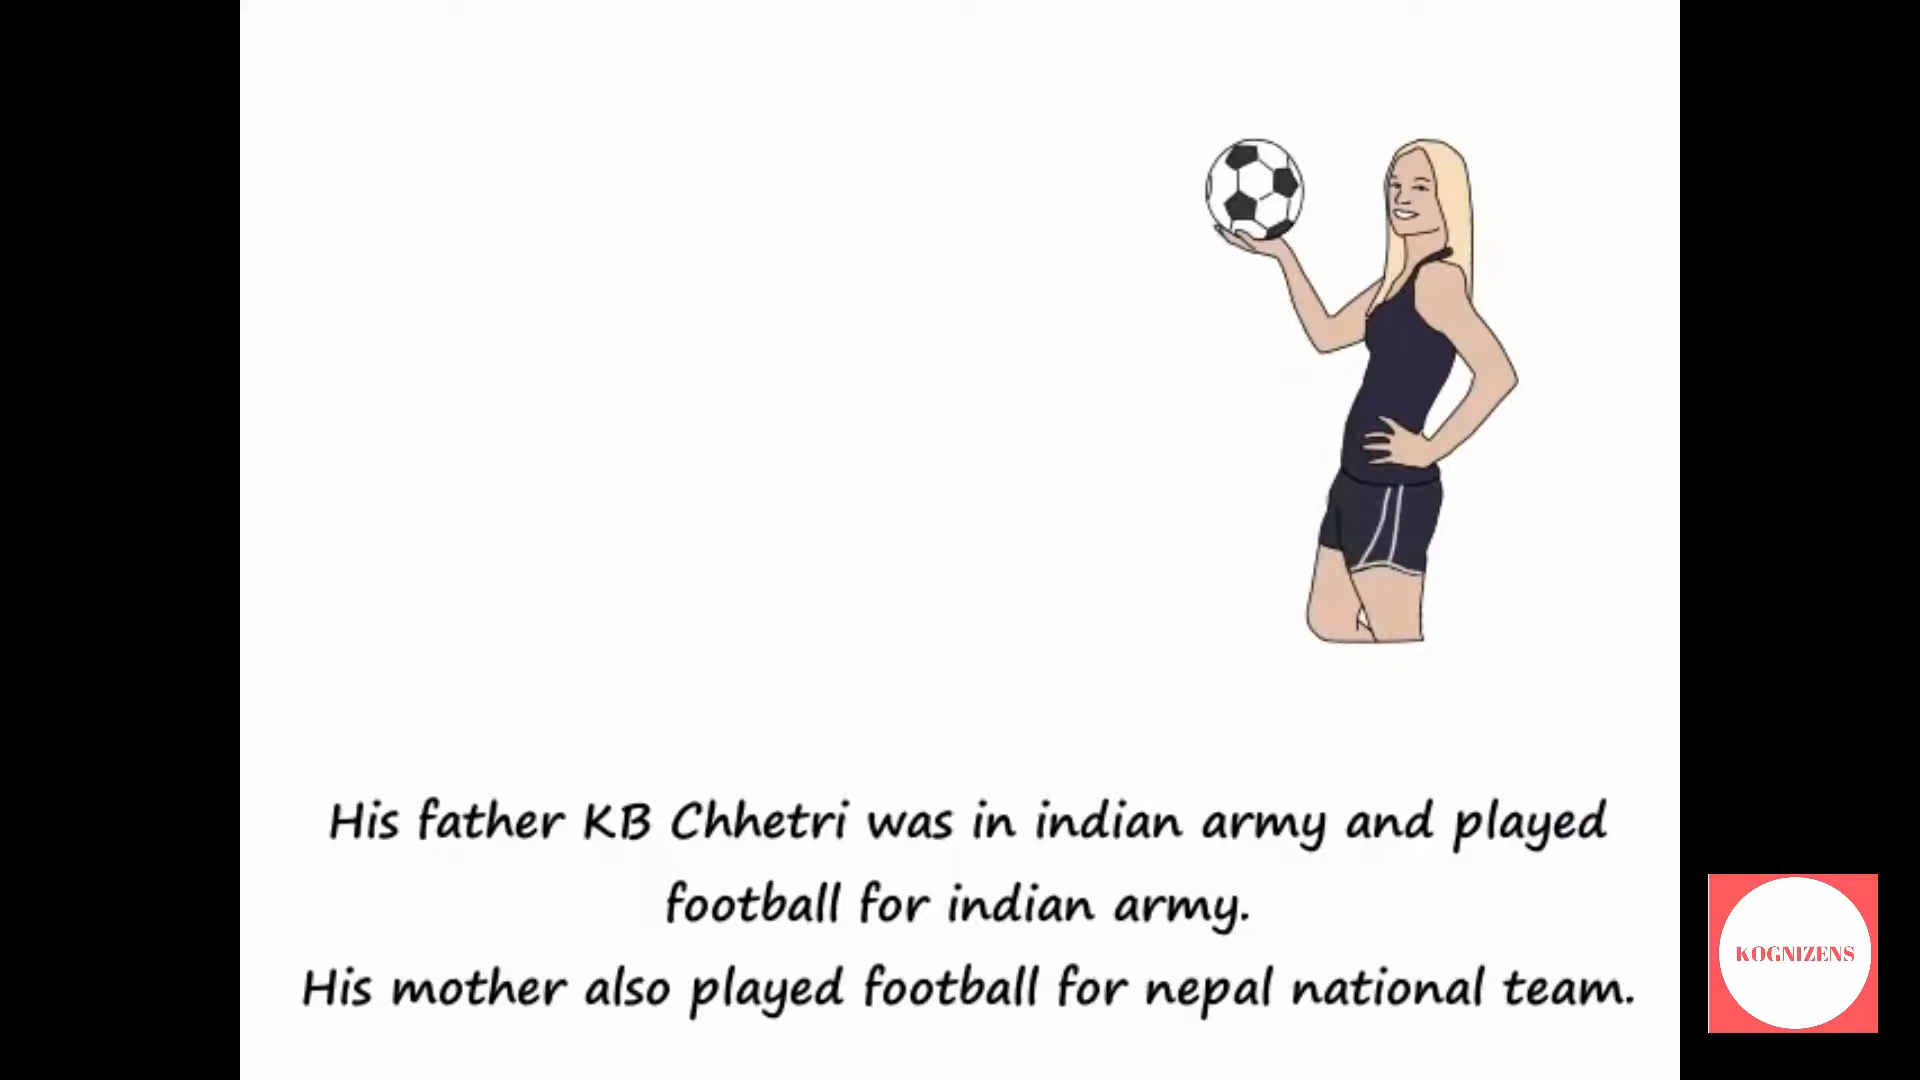 His father KB Chhetri was in indian army and played
football for indian army.
His mother also played football for nepal national team.
KOGNIZENS